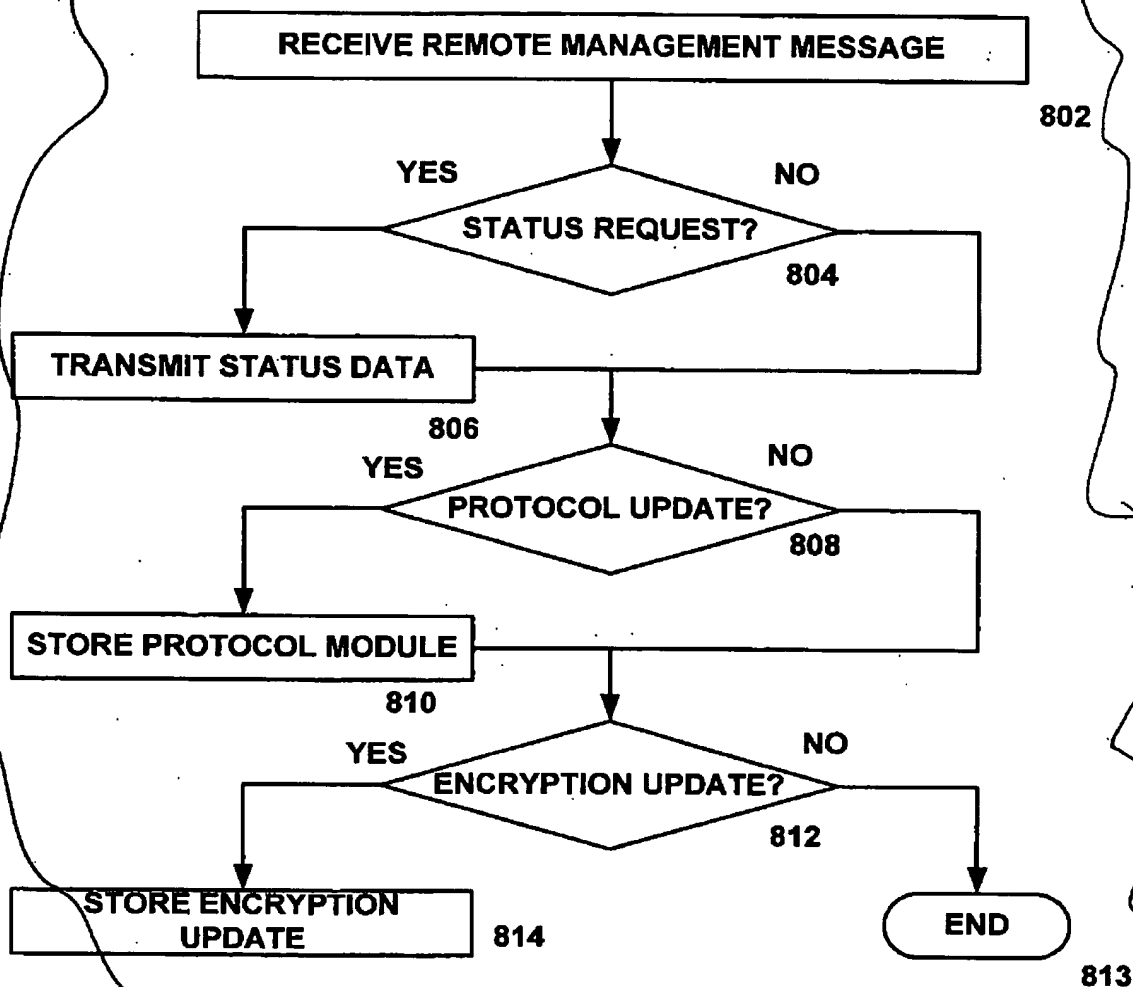 RECEIVE REMOTE MANAGEMENT MESSAGE
802
YES
NO
STATUS REQUEST?
804
TRANSMIT STATUS DATA
806
YES
NO
PROTOCOL UPDATE?
808
STORE PROTOCOL MODULE
810
YES
NO
ENCRYPTION UPDATE?
812
STORE ENCRYPTION
UPDATE
814
END
813